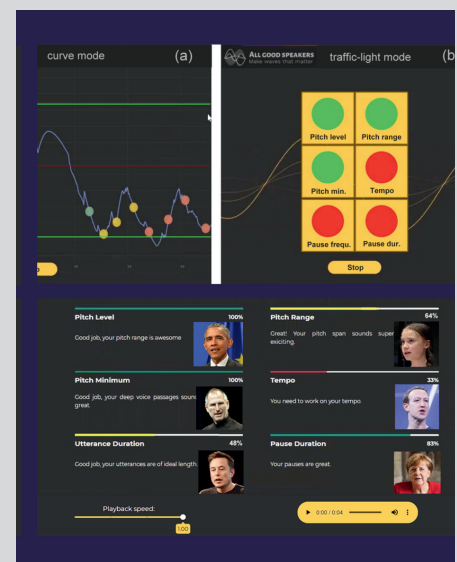 curve mode
(a)
ALL GOOD SPEAKERS
Make waves that matter
traffic-light mode
(b
Pitch level
Pitch range
Pitch min.
Tempo
Pause frequ.
Pause dur.
Stop
Pitch Level
100%
Good job, your pitch range is awesome
Pitch Range
64%
Great! Your pitch span sounds super
exiciting.
Pitch Minimum
100%
Good job, your deep voice passages sound
great.
Tempo
33%
You need to work on your tempo.
Utterance Duration
48%
Good job, your utterances are of ideal length.
Pause Duration
83%
Your pauses are great.
Playback speed:
1.00
0:00 / 0:04